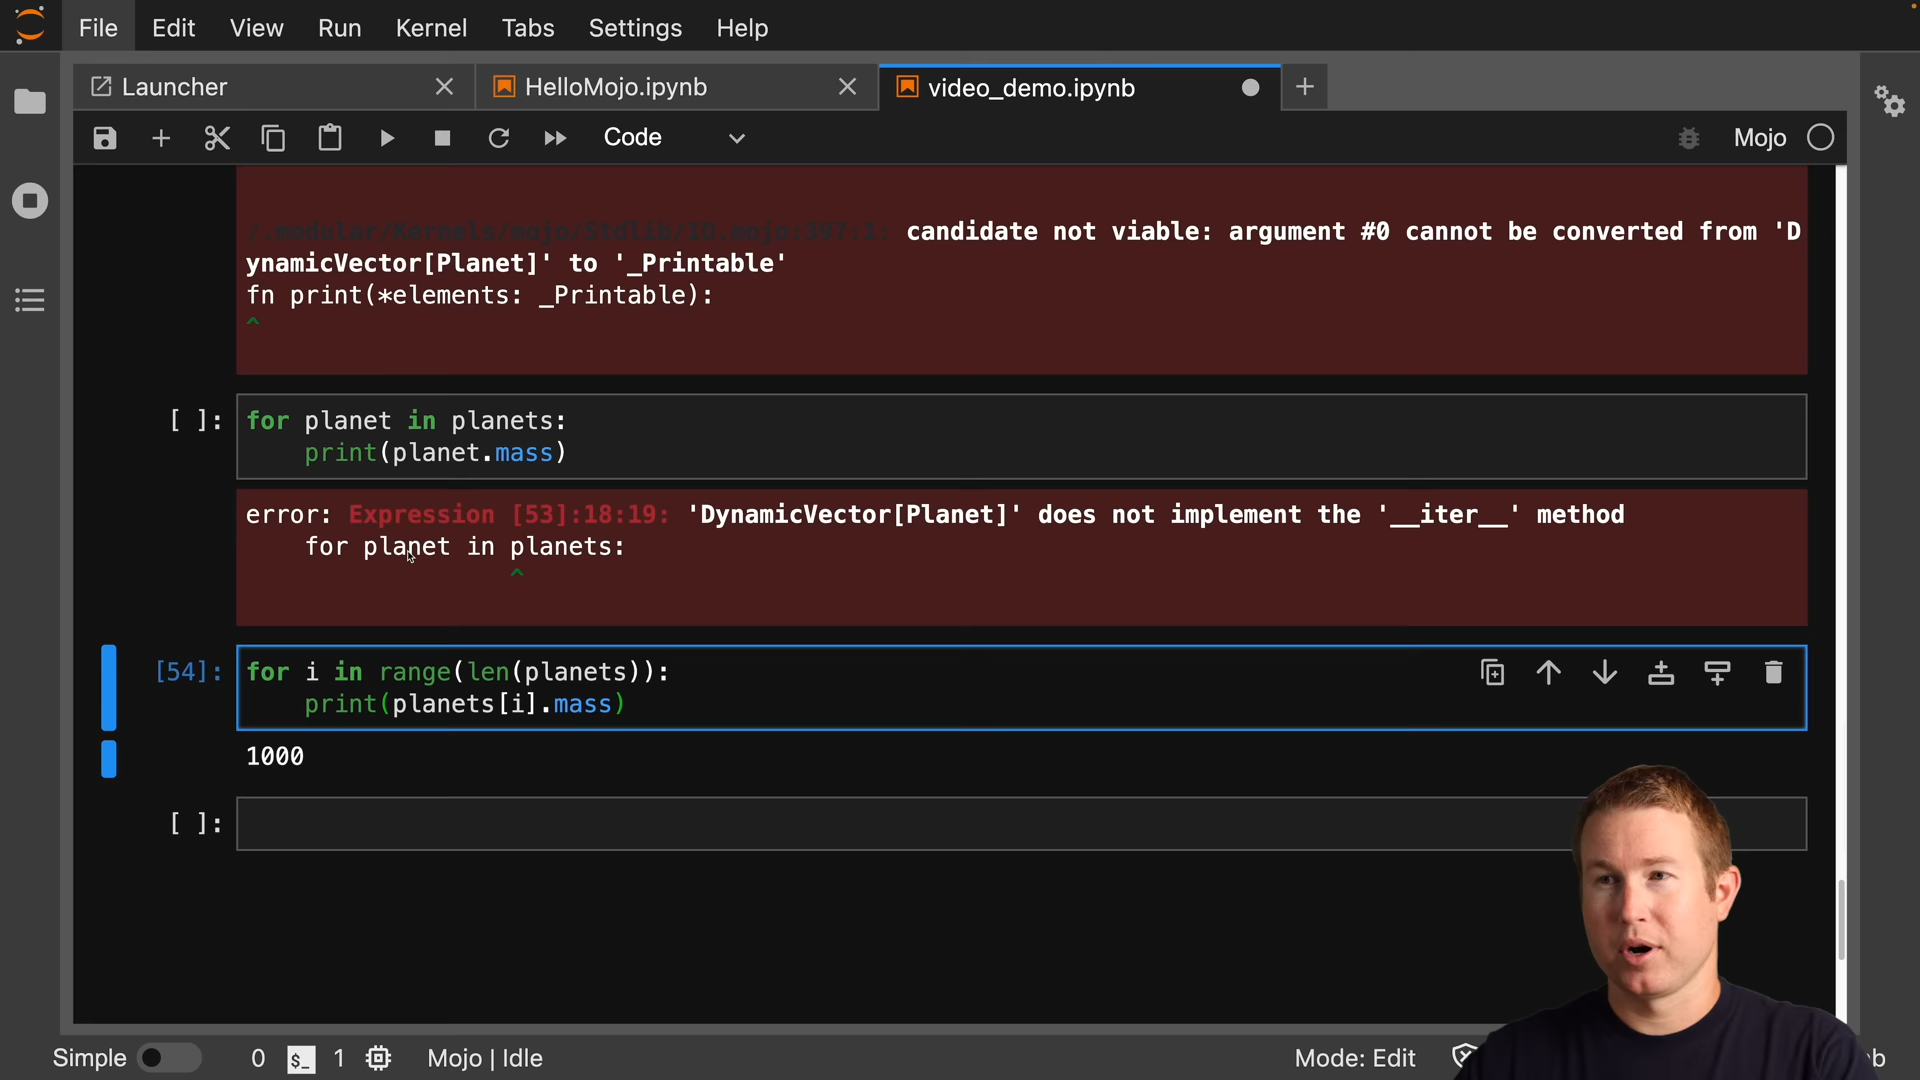 File Edit View Run Kernel Tabs Settings Help
Launcher HelloMojo.ipynb video_demo.ipynb
Code Mojo
/.modular/Kernels/mojo/Stdlib/IO.mojo:397:1: candidate not viable: argument #0 cannot be converted from 'D
ynamicVector[Planet]' to '_Printable'
fn print(*elements: _Printable):
^
[ ]: for planet in planets:
print(planet.mass)
error: Expression [53]:18:19: 'DynamicVector[Planet]' does not implement the '__iter__' method
for planet in planets:
^
[54]: for i in range(len(planets)):
print(planets[i].mass)
1000
[ ]:
Simple 0 $_ 1 Mojo | Idle Mode: Edit